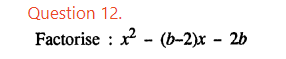 Question 12.
Factorise : x² – (b–2)x – 2b